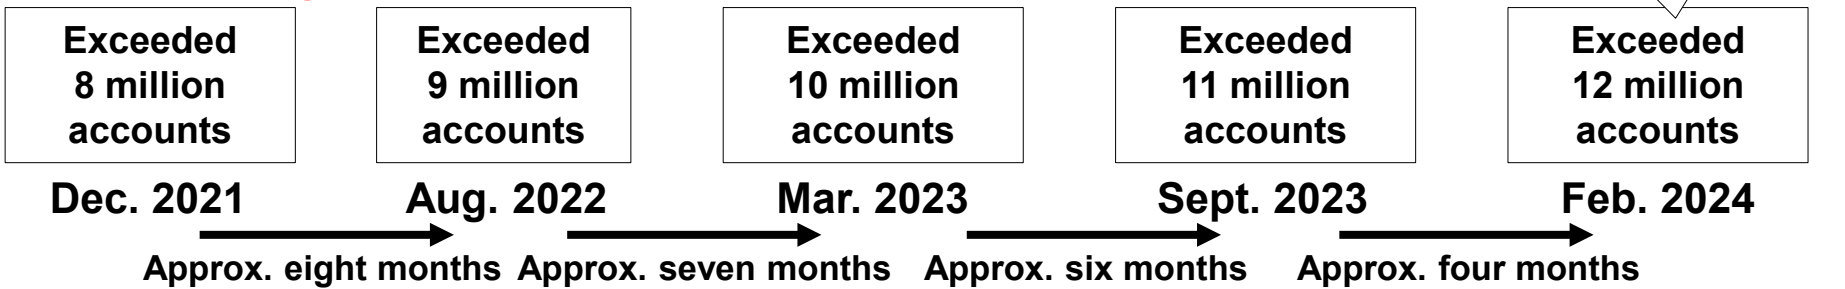 Exceeded
8 million
accounts
Exceeded
9 million
accounts
Exceeded
10 million
accounts
Exceeded
11 million
accounts
Exceeded
12 million
accounts
Dec. 2021
Aug. 2022
Mar. 2023
Sept. 2023
Feb. 2024
Approx. eight months
Approx. seven months
Approx. six months
Approx. four months